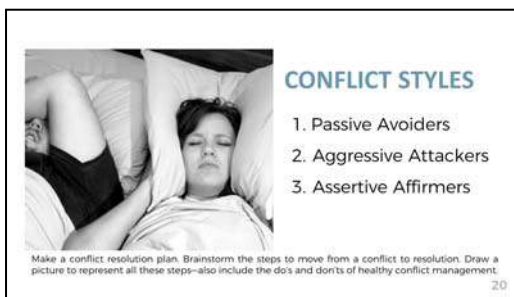 CONFLICT STYLES
1. Passive Avoiders
2. Aggressive Attackers
3. Assertive Affirmers
Make a conflict resolution plan. Brainstorm the steps to move from a conflict to resolution. Draw a
picture to represent all these steps—also include the do's and don'ts of healthy conflict management.
20